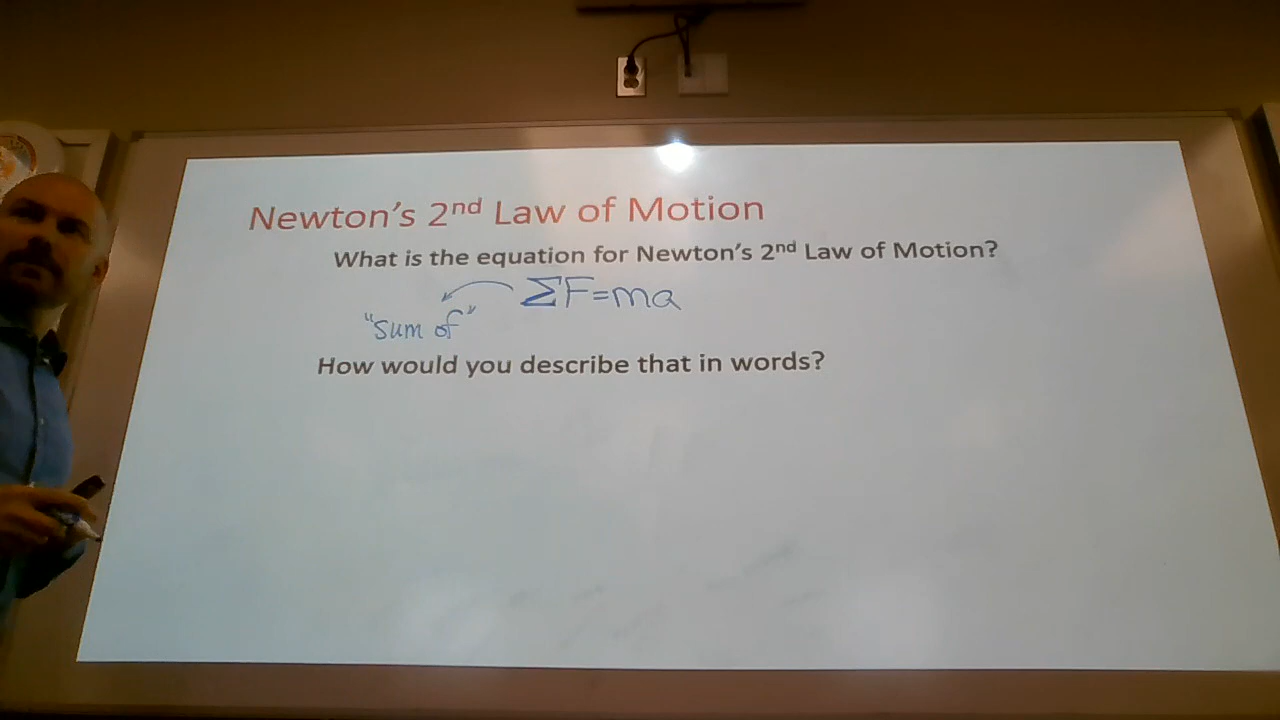 Newton's 2nd Law of Motion
What is the equation for Newton's 2nd Law of Motion?
ΣF=ma
"sum of"
How would you describe that in words?